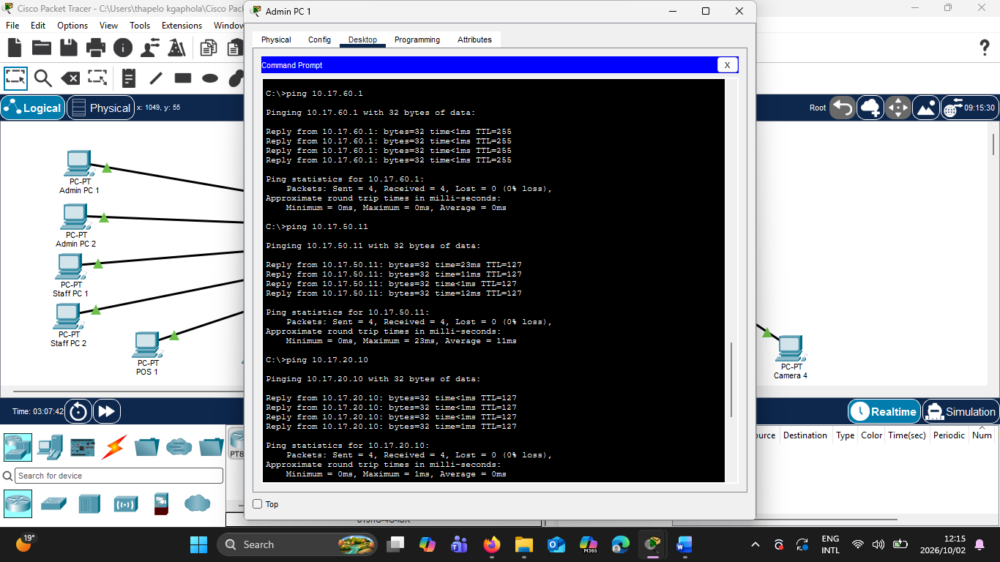 Cisco Packet Tracer - C:\Users\thapelo kgaphola\Cisco Pac
Admin PC 1
File Edit Options View Tools Extensions Window
Physical Config Desktop Programming Attributes
Command Prompt
X
Logical
Physical
x: 1049, y: 55
Root
09:15:30
C:\>ping 10.17.60.1
Pinging 10.17.60.1 with 32 bytes of data:
Reply from 10.17.60.1: bytes=32 time<1ms TTL=255
Reply from 10.17.60.1: bytes=32 time<1ms TTL=255
Reply from 10.17.60.1: bytes=32 time<1ms TTL=255
Reply from 10.17.60.1: bytes=32 time<1ms TTL=255
Ping statistics for 10.17.60.1:
Packets: Sent = 4, Received = 4, Lost = 0 (0% loss),
Approximate round trip times in milli-seconds:
Minimum = 0ms, Maximum = 0ms, Average = 0ms
C:\>ping 10.17.50.11
Pinging 10.17.50.11 with 32 bytes of data:
Reply from 10.17.50.11: bytes=32 time=23ms TTL=127
Reply from 10.17.50.11: bytes=32 time=11ms TTL=127
Reply from 10.17.50.11: bytes=32 time<1ms TTL=127
Reply from 10.17.50.11: bytes=32 time=12ms TTL=127
Ping statistics for 10.17.50.11:
Packets: Sent = 4, Received = 4, Lost = 0 (0% loss),
Approximate round trip times in milli-seconds:
Minimum = 0ms, Maximum = 23ms, Average = 11ms
C:\>ping 10.17.20.10
Pinging 10.17.20.10 with 32 bytes of data:
Reply from 10.17.20.10: bytes=32 time<1ms TTL=127
Reply from 10.17.20.10: bytes=32 time<1ms TTL=127
Reply from 10.17.20.10: bytes=32 time<1ms TTL=127
Reply from 10.17.20.10: bytes=32 time=1ms TTL=127
Ping statistics for 10.17.20.10:
Packets: Sent = 4, Received = 4, Lost = 0 (0% loss),
Approximate round trip times in milli-seconds:
Minimum = 0ms, Maximum = 1ms, Average = 0ms
Top
PC-PT
Admin PC 1
PC-PT
Admin PC 2
PC-PT
Staff PC 1
PC-PT
Staff PC 2
PC-PT
POS 1
PC-PT
Camera 4
Time: 03:07:42
Realtime
Simulation
PT8
Search for device
ource Destination Type Color Time(sec) Periodic Num
19°
Search
M365
ENG
INTL
12:15
2026/10/02